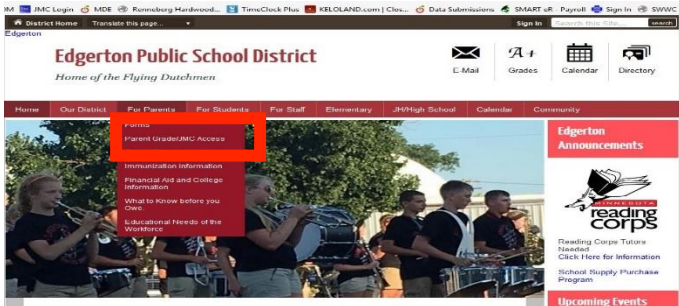 JMC Login MDE Ronneberg Hardwood... TimeClock Plus KELOLAND.com | Clos... Data Submissions SMART eR - Payroll Sign In SWWC
District Home Translate this page... Sign In Search this Site... search
Edgerton
Edgerton Public School District
Home of the Flying Dutchmen
A+
E-Mail Grades Calendar Directory
Home Our District For Parents For Students For Staff Elementary JH/High School Calendar Community
Forms
Parent Grade/JMC Access
Immunization Information
Financial Aid and College
Information
What to Know before you
Owe.
Educational Needs of the
Workforce
Edgerton
Announcements
MINNESOTA
reading
corps
Reading Corps Tutors
Needed
Click Here for Information
School Supply Purchase
Program
Upcoming Events